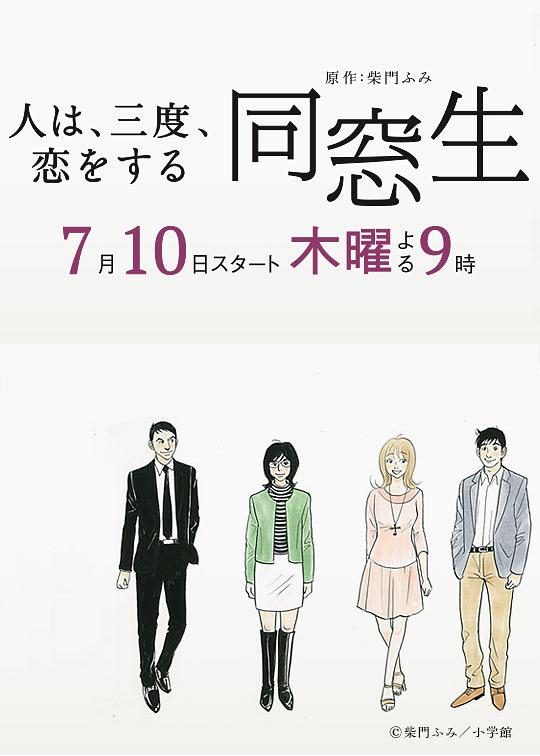 原作：柴門ふみ
人は、三度、
恋をする
同窓生
7月10日スタート 木曜よる9時
©柴門ふみ／小学館